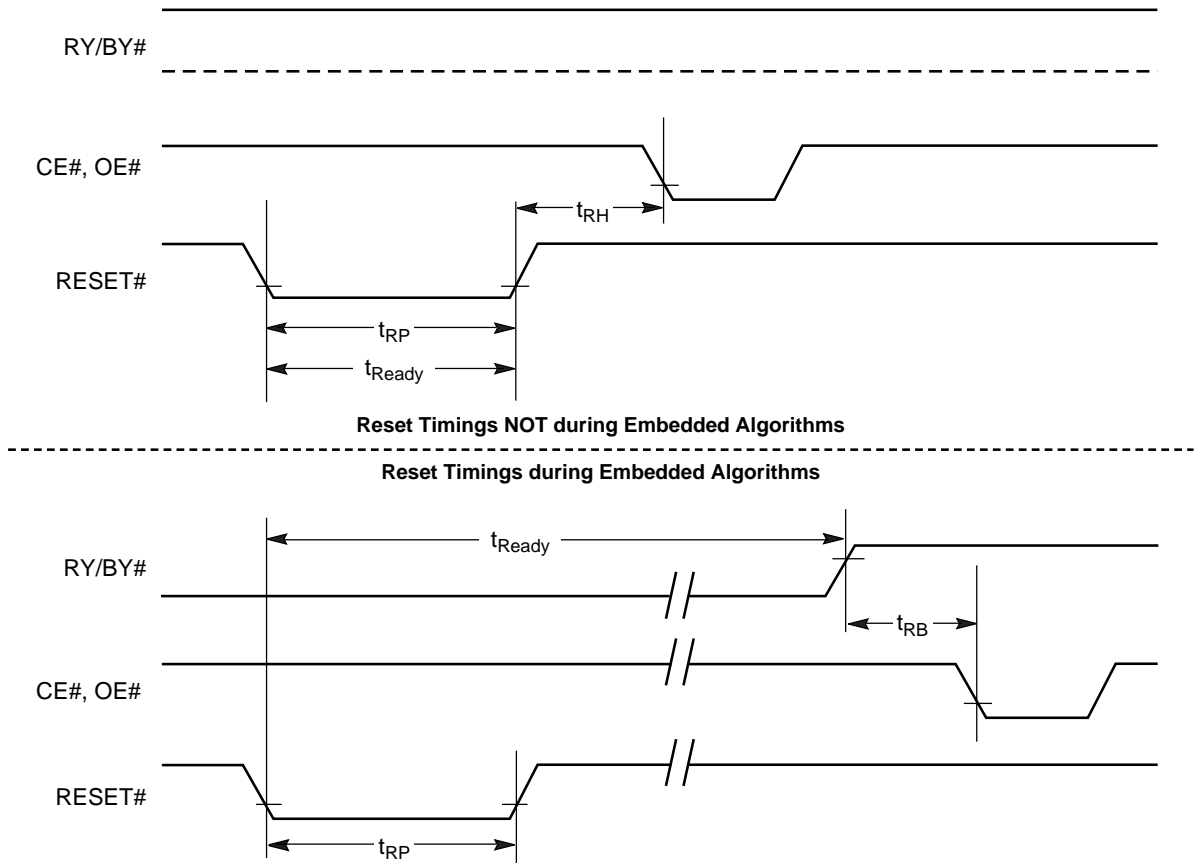 RY/BY#
CE#, OE#
tRH
RESET#
tRP
tReady
Reset Timings NOT during Embedded Algorithms
Reset Timings during Embedded Algorithms
tReady
RY/BY#
tRB
CE#, OE#
RESET#
tRP